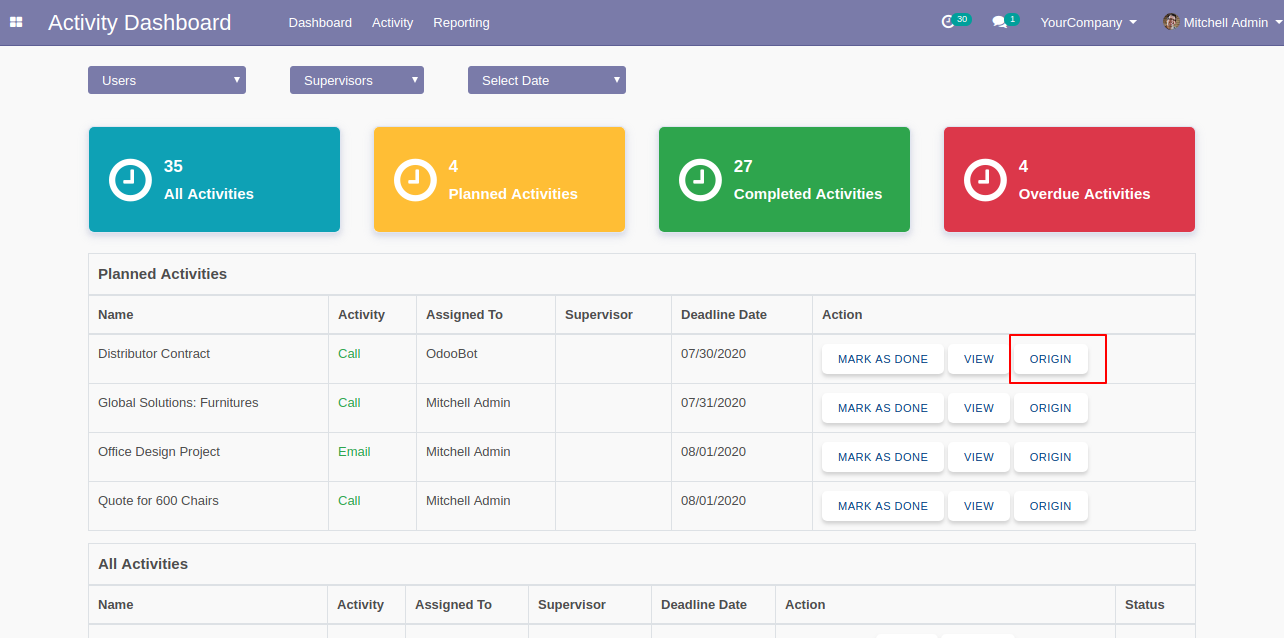 Activity Dashboard Dashboard Activity Reporting 30 1 YourCompany Mitchell Admin
Users Supervisors Select Date
35
All Activities
4
Planned Activities
27
Completed Activities
4
Overdue Activities
Planned Activities
Name Activity Assigned To Supervisor Deadline Date Action
Distributor Contract Call OdooBot 07/30/2020 MARK AS DONE VIEW ORIGIN
Global Solutions: Furnitures Call Mitchell Admin 07/31/2020 MARK AS DONE VIEW ORIGIN
Office Design Project Email Mitchell Admin 08/01/2020 MARK AS DONE VIEW ORIGIN
Quote for 600 Chairs Call Mitchell Admin 08/01/2020 MARK AS DONE VIEW ORIGIN
All Activities
Name Activity Assigned To Supervisor Deadline Date Action Status